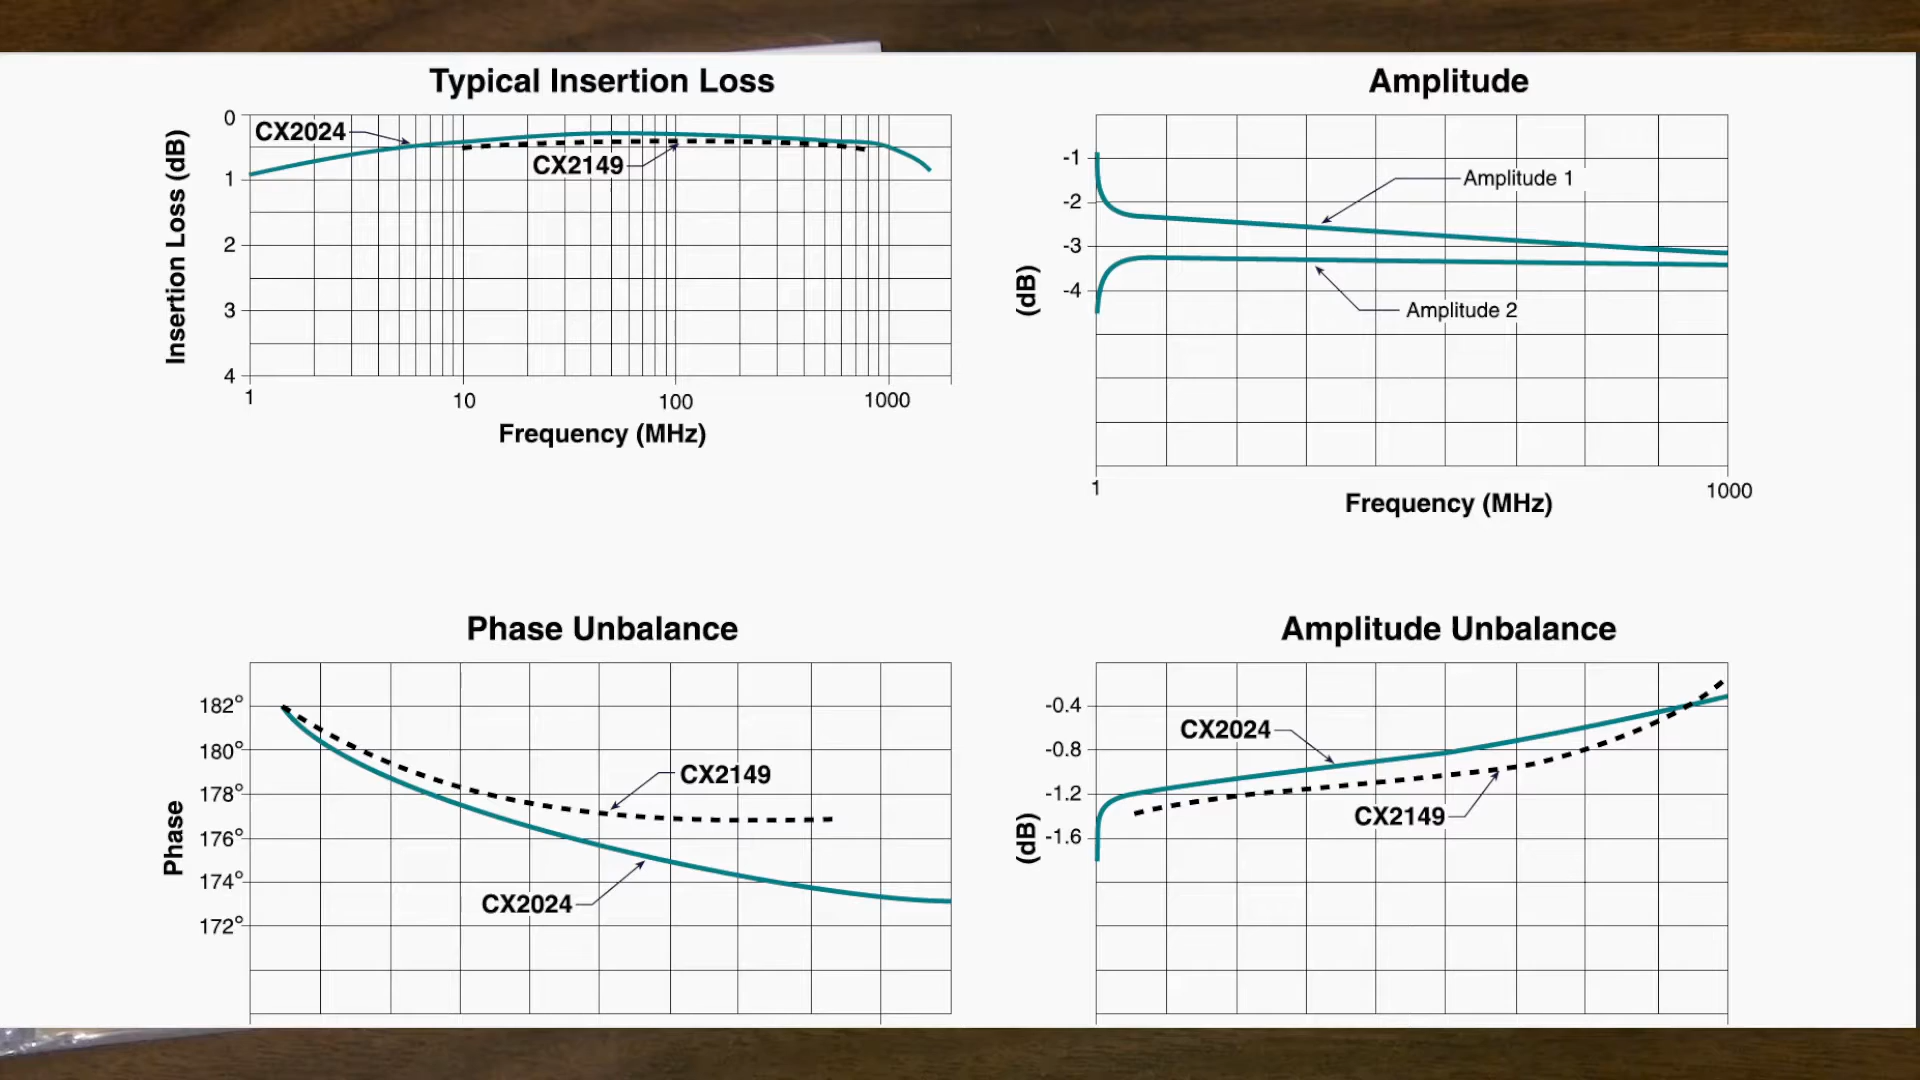 Typical Insertion Loss
Insertion Loss (dB)
0
1
2
3
4
CX2024
CX2149
1
10
100
1000
Frequency (MHz)
Amplitude
(dB)
-1
-2
-3
-4
Amplitude 1
Amplitude 2
1
1000
Frequency (MHz)
Phase Unbalance
Phase
182°
180°
178°
176°
174°
172°
CX2149
CX2024
Amplitude Unbalance
(dB)
-0.4
-0.8
-1.2
-1.6
CX2024
CX2149